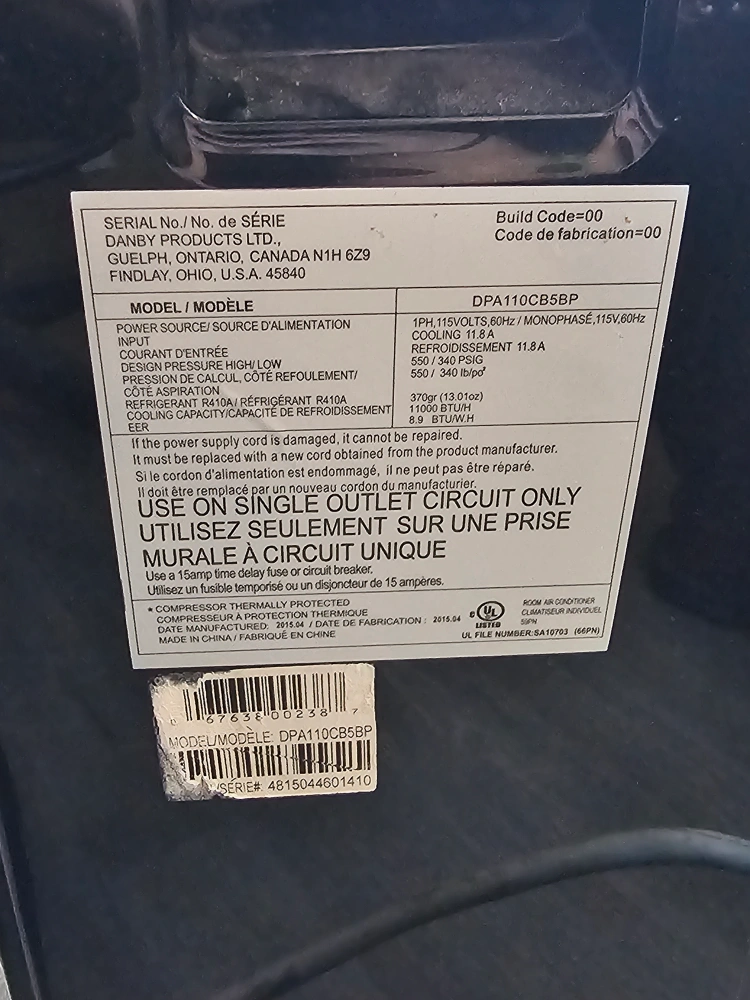 SERIAL No./ No. de SÉRIE
DANBY PRODUCTS LTD.,
GUELPH, ONTARIO, CANADA N1H 6Z9
FINDLAY, OHIO, U.S.A. 45840
Build Code=00
Code de fabrication=00
MODEL / MODÈLE
DPA110CB5BP
POWER SOURCE/ SOURCE D'ALIMENTATION
1PH,115VOLTS,60Hz / MONOPHASÉ,115V,60Hz
INPUT
COOLING 11.8 A
COURANT D'ENTRÉE
REFROIDISSEMENT 11.8 A
DESIGN PRESSURE HIGH/ LOW
550 / 340 PSIG
PRESSION DE CALCUL, CÔTÉ REFOULEMENT/
550 / 340 lb/po²
CÔTÉ ASPIRATION
REFRIGERANT R410A / RÉFRIGÉRANT R410A
370gr (13.01oz)
COOLING CAPACITY/CAPACITÉ DE REFROIDISSEMENT
11000 BTU/H
EER
8.9 BTU/W.H
If the power supply cord is damaged, it cannot be repaired.
It must be replaced with a new cord obtained from the product manufacturer.
Si le cordon d'alimentation est endommagé, il ne peut pas être réparé.
Il doit être remplacé par un nouveau cordon du manufacturier.
USE ON SINGLE OUTLET CIRCUIT ONLY
UTILISEZ SEULEMENT SUR UNE PRISE
MURALE À CIRCUIT UNIQUE
Use a 15amp time delay fuse or circuit breaker.
Utilisez un fusible temporisé ou un disjoncteur de 15 ampères.
* COMPRESSOR THERMALLY PROTECTED
COMPRESSEUR À PROTECTION THERMIQUE
DATE MANUFACTURED: 2015.04 / DATE DE FABRICATION : 2015.04
MADE IN CHINA / FABRIQUÉ EN CHINE
c UL
LISTED
ROOM AIR CONDITIONER
CLIMATISEUR INDIVIDUEL
59PN
UL FILE NUMBER:SA10703 (66PN)
67638 00238 7
MODEL/MODÈLE: DPA110CB5BP
/SÉRIE#: 4815044601410